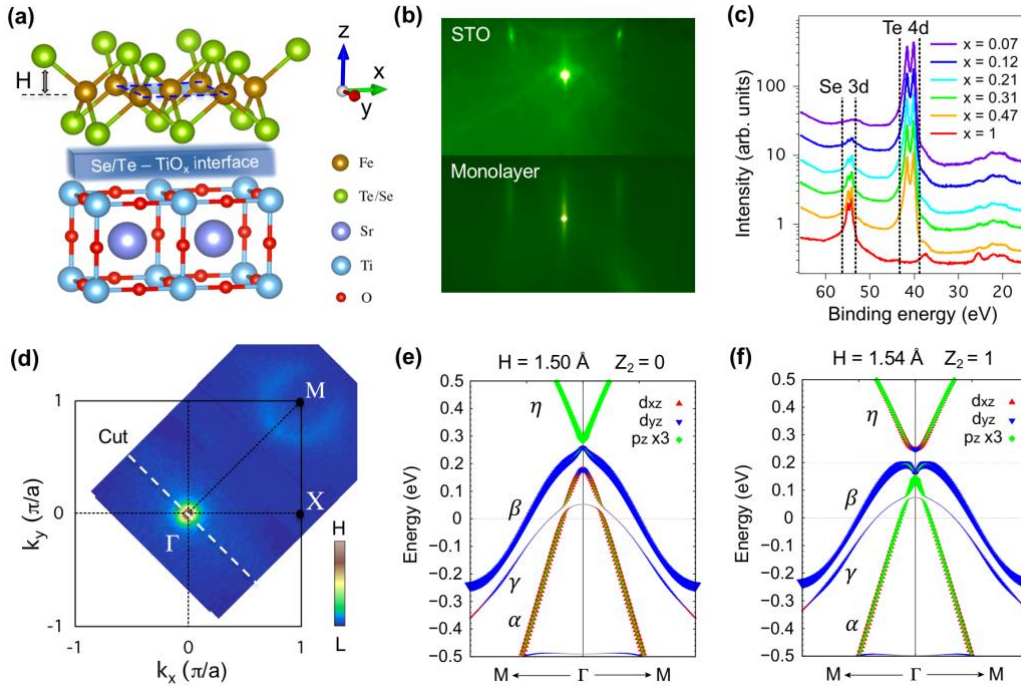 (a)
H
z
x
y
Se/Te – TiOx interface
Fe
Te/Se
Sr
Ti
O
(b)
STO
Monolayer
(c)
Te 4d
Se 3d
x = 0.07
x = 0.12
x = 0.21
x = 0.31
x = 0.47
x = 1
100
10
1
Intensity (arb. units)
60 50 40 30 20
Binding energy (eV)
(d)
1
0
-1
ky (π/a)
Cut
M
X
Γ
H
L
-1 0 1
kx (π/a)
(e)
H = 1.50 Å Z2 = 0
0.5
0.4
0.3
0.2
0.1
0
−0.1
−0.2
−0.3
−0.4
−0.5
Energy (eV)
η
β
γ
α
dxz
dyz
pz x3
M Γ M
(f)
H = 1.54 Å Z2 = 1
0.5
0.4
0.3
0.2
0.1
0
−0.1
−0.2
−0.3
−0.4
−0.5
Energy (eV)
η
β
γ
α
dxz
dyz
pz x3
M Γ M